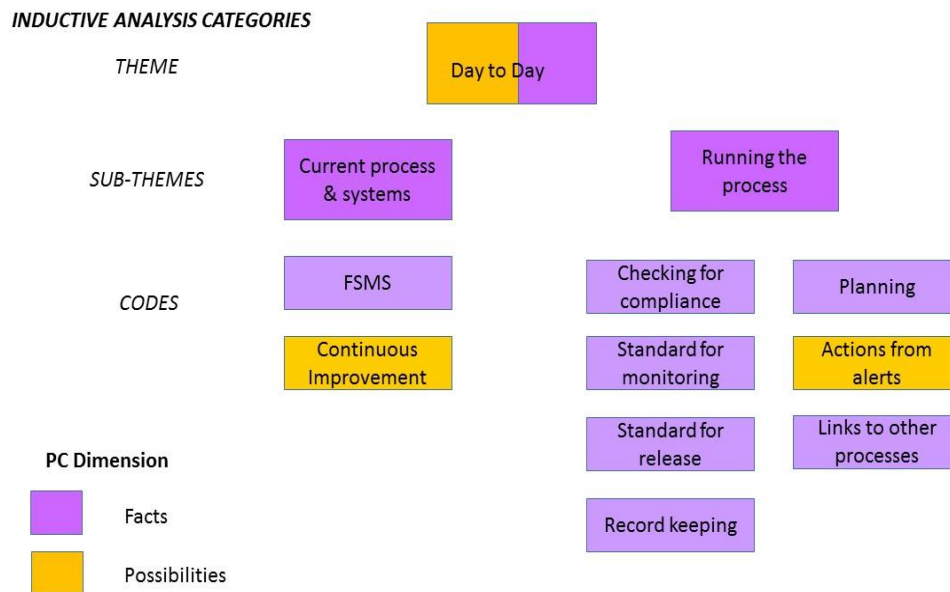 INDUCTIVE ANALYSIS CATEGORIES
THEME
Day to Day
SUB-THEMES
Current process
& systems
Running the
process
CODES
FSMS
Checking for
compliance
Planning
Continuous
Improvement
Standard for
monitoring
Actions from
alerts
Standard for
release
Links to other
processes
Record keeping
PC Dimension
Facts
Possibilities